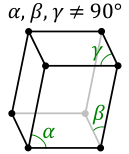 α, β, γ ≠ 90°
γ
β
α